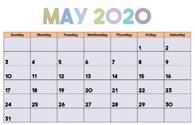 MAY 2020
Sunday Monday Tuesday Wednesday Thursday Friday Saturday
1 2
3 4 5 6 7 8 9
10 11 12 13 14 15 16
17 18 19 20 21 22 23
24 25 26 27 28 29 30
31